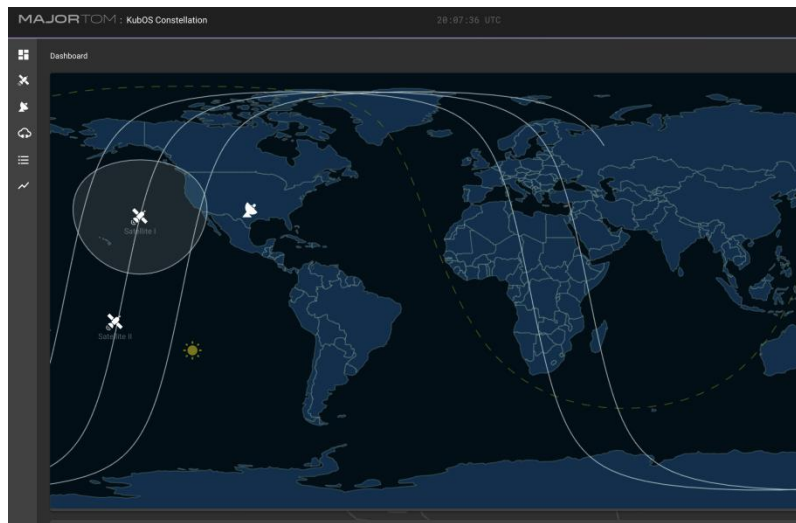 MAJORTOM : KubOS Constellation
20:07:36 UTC
Dashboard
Satellite I
Satellite II